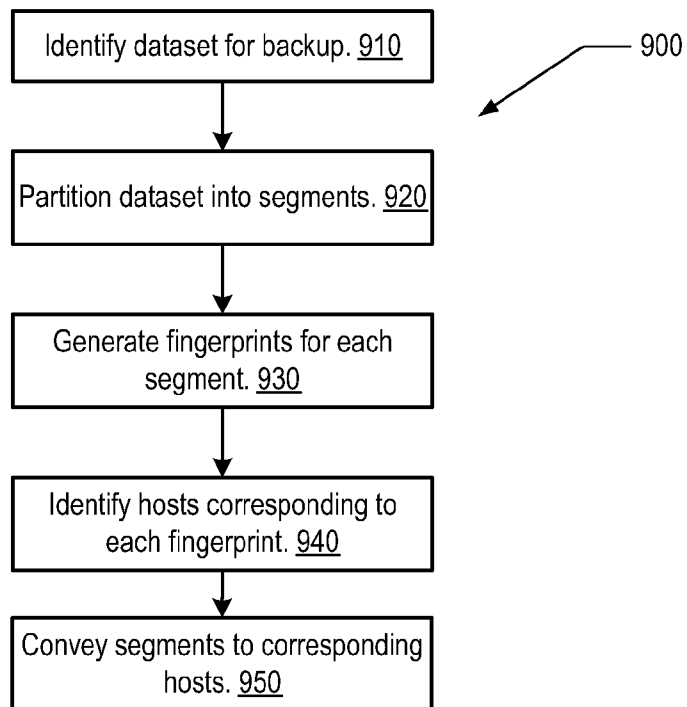 Identify dataset for backup. 910
900
Partition dataset into segments. 920
Generate fingerprints for each
segment. 930
Identify hosts corresponding to
each fingerprint. 940
Convey segments to corresponding
hosts. 950